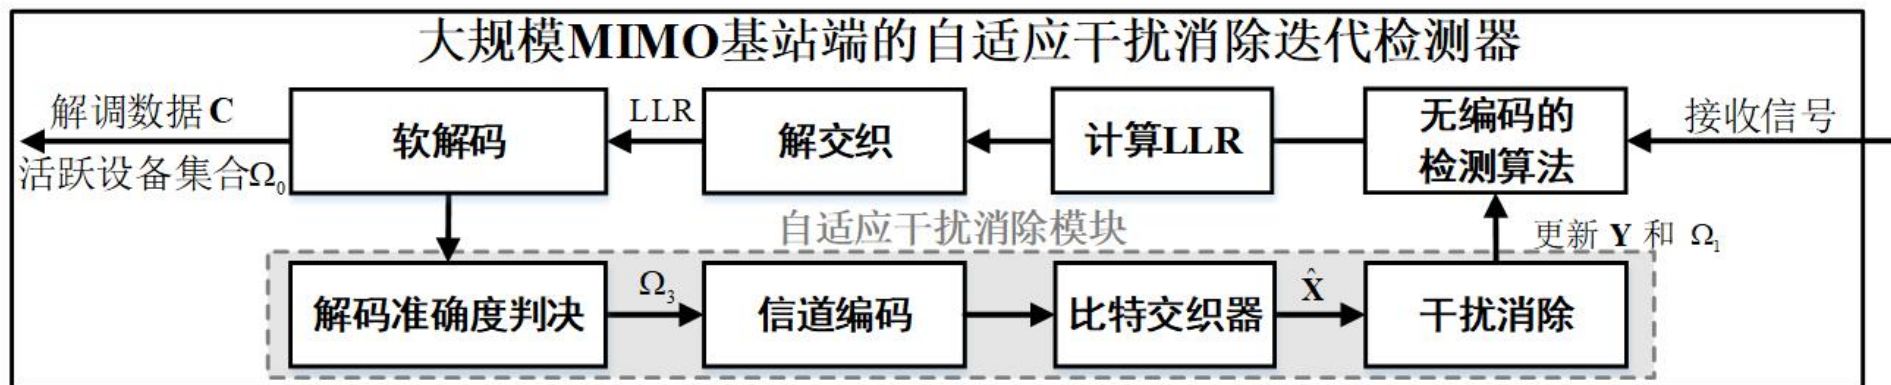 大规模MIMO基站端的自适应干扰消除迭代检测器
解调数据 C
活跃设备集合Ω₀
软解码
LLR
解交织
计算LLR
无编码的
检测算法
接收信号
自适应干扰消除模块
更新 Y 和 Ω₁
解码准确度判决
Ω₃
信道编码
比特交织器
X̂
干扰消除